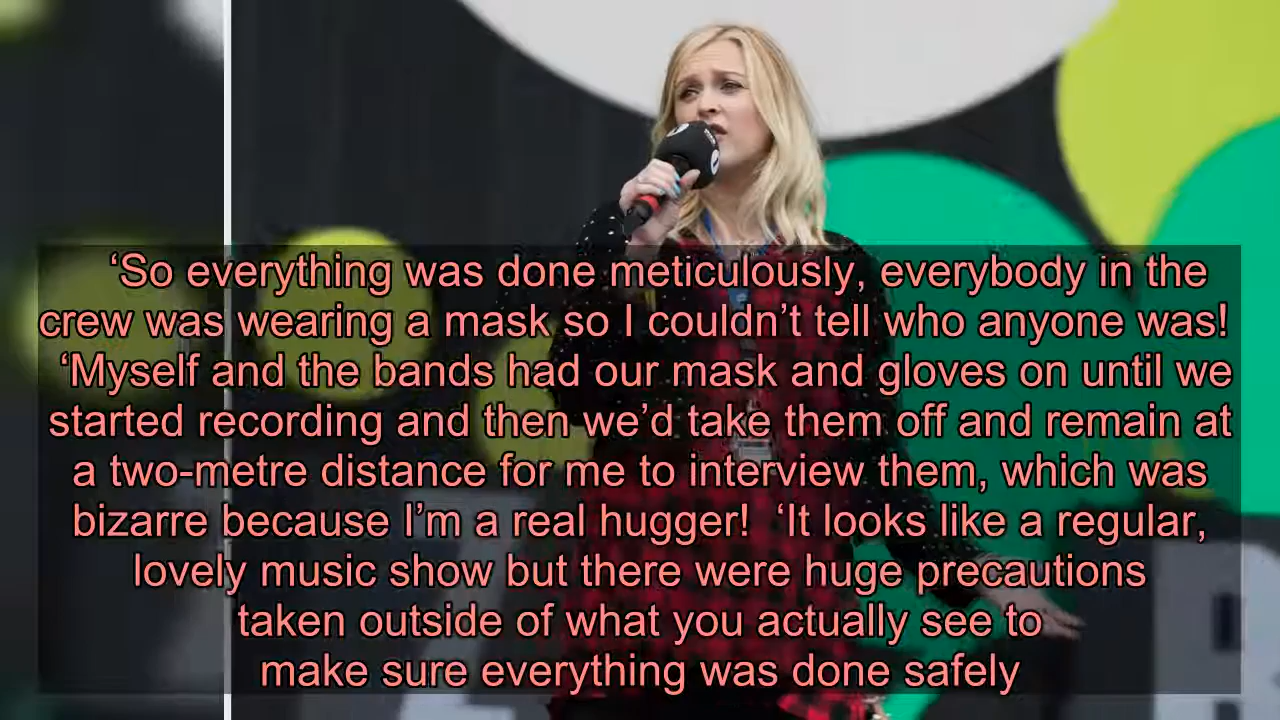 ‘So everything was done meticulously, everybody in the
crew was wearing a mask so I couldn’t tell who anyone was!
‘Myself and the bands had our mask and gloves on until we
started recording and then we’d take them off and remain at
a two-metre distance for me to interview them, which was
bizarre because I’m a real hugger!  ‘It looks like a regular,
lovely music show but there were huge precautions
taken outside of what you actually see to
make sure everything was done safely